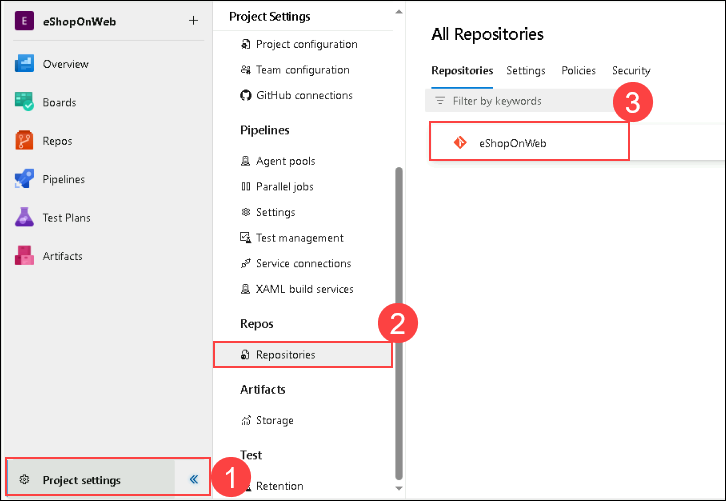 E eShopOnWeb +
Overview
Boards
Repos
Pipelines
Test Plans
Artifacts
Project settings
1
Project Settings
Project configuration
Team configuration
GitHub connections
Pipelines
Agent pools
Parallel jobs
Settings
Test management
Service connections
XAML build services
Repos
2
Repositories
Artifacts
Storage
Test
Retention
All Repositories
Repositories Settings Policies Security
Filter by keywords
3
eShopOnWeb